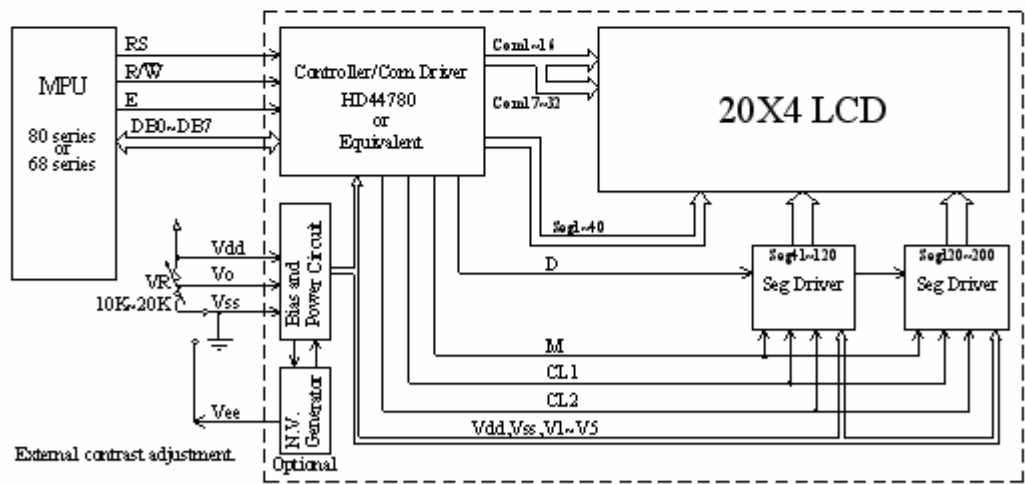 MPU
80 series
or
68 series
RS
R/W
E
DB0~DB7
Controller/Com Driver
HD44780
or
Equivalent
Com1~16
Com17~32
20X4 LCD
Seg1~40
Seg41~120
Seg Driver
Seg120~200
Seg Driver
D
M
CL1
CL2
Vdd,Vss,V1~V5
Vdd
Vo
Vss
VR
10K~20K
Bias and
Power Circuit
N.V.
Generator
Optional
Vee
External contrast adjustment.